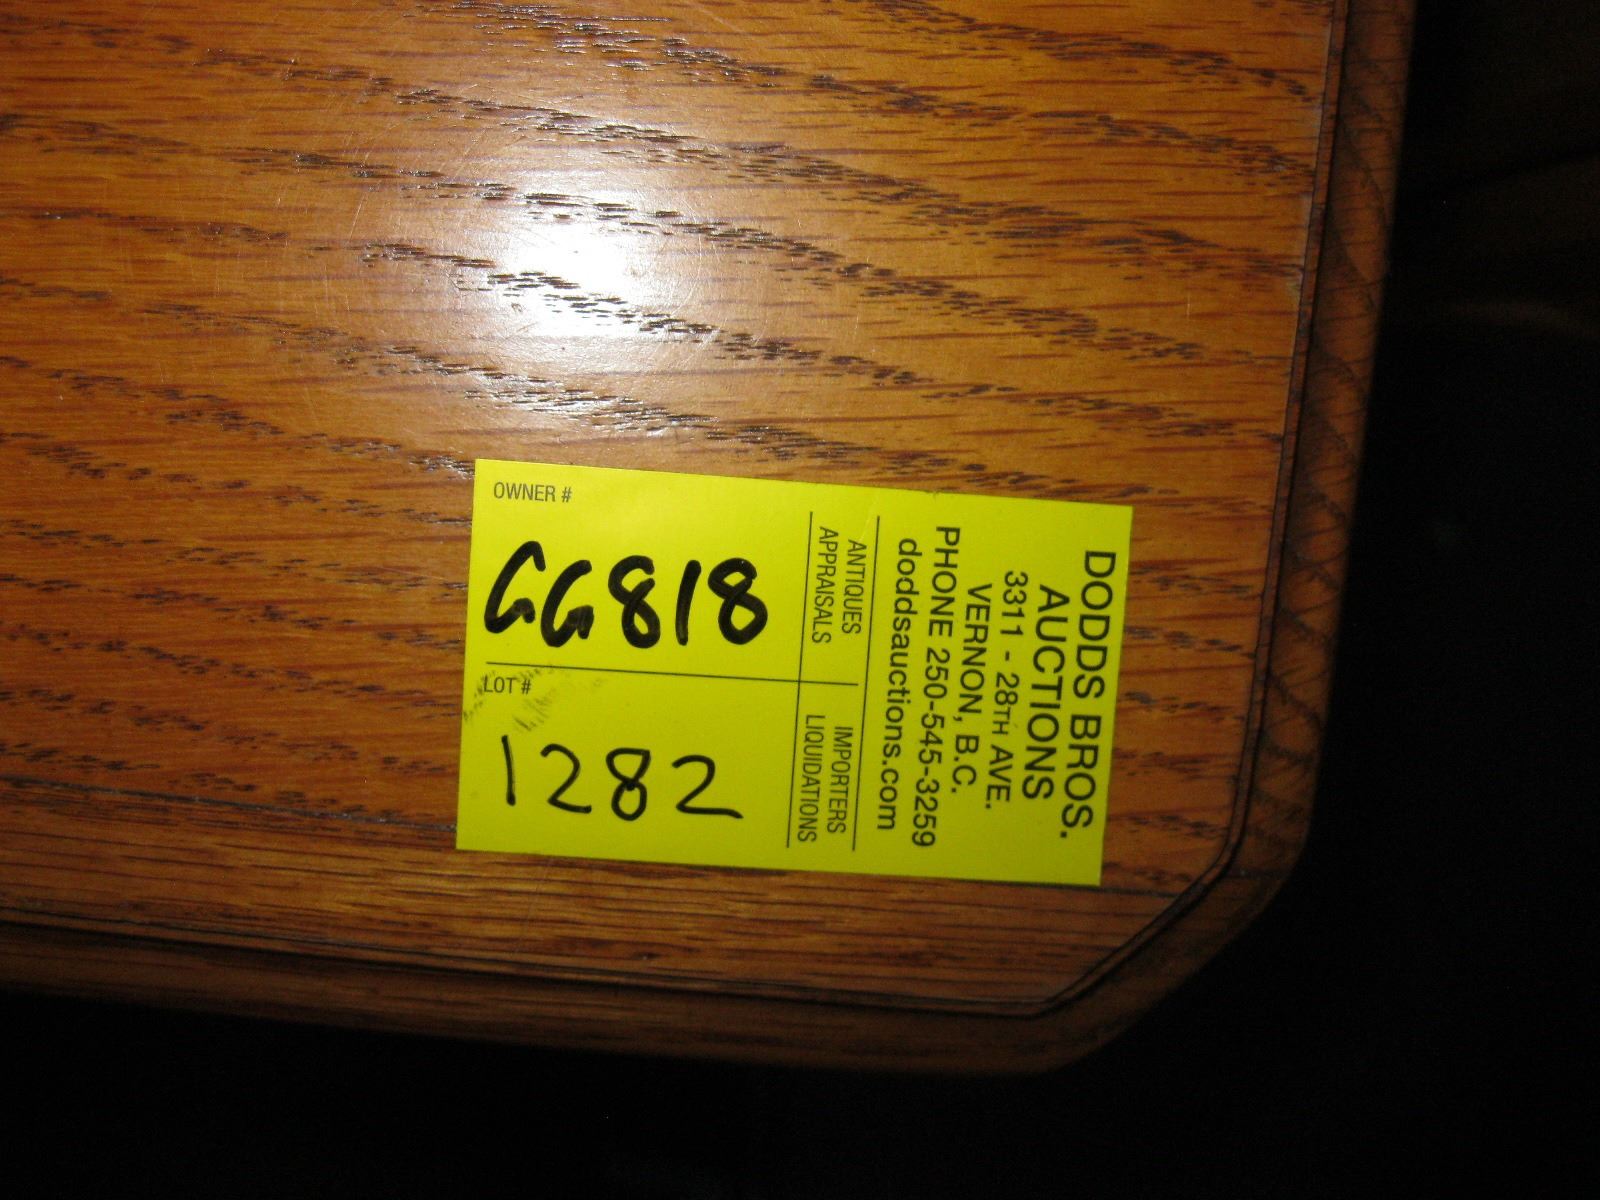 DODDS BROS.
AUCTIONS
3311 - 28TH AVE.
VERNON, B.C.
PHONE 250-545-3259
doddsauctions.com
ANTIQUES
APPRAISALS
IMPORTERS
LIQUIDATIONS
OWNER #
GG818
LOT #
1282